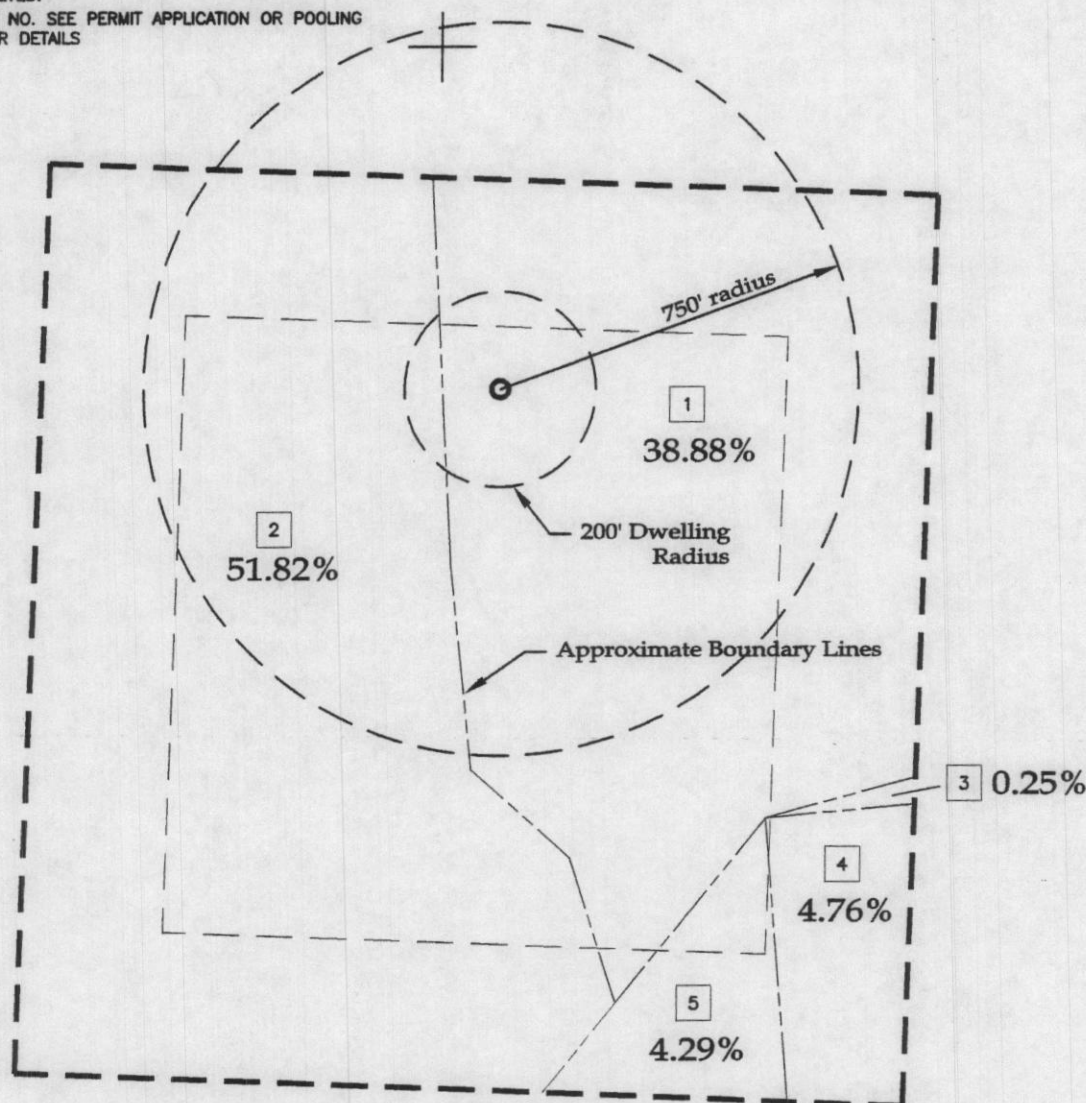 NO. SEE PERMIT APPLICATION OR POOLING
R DETAILS
750' radius
1
38.88%
2
51.82%
200' Dwelling
Radius
Approximate Boundary Lines
3 0.25%
4
4.76%
5
4.29%